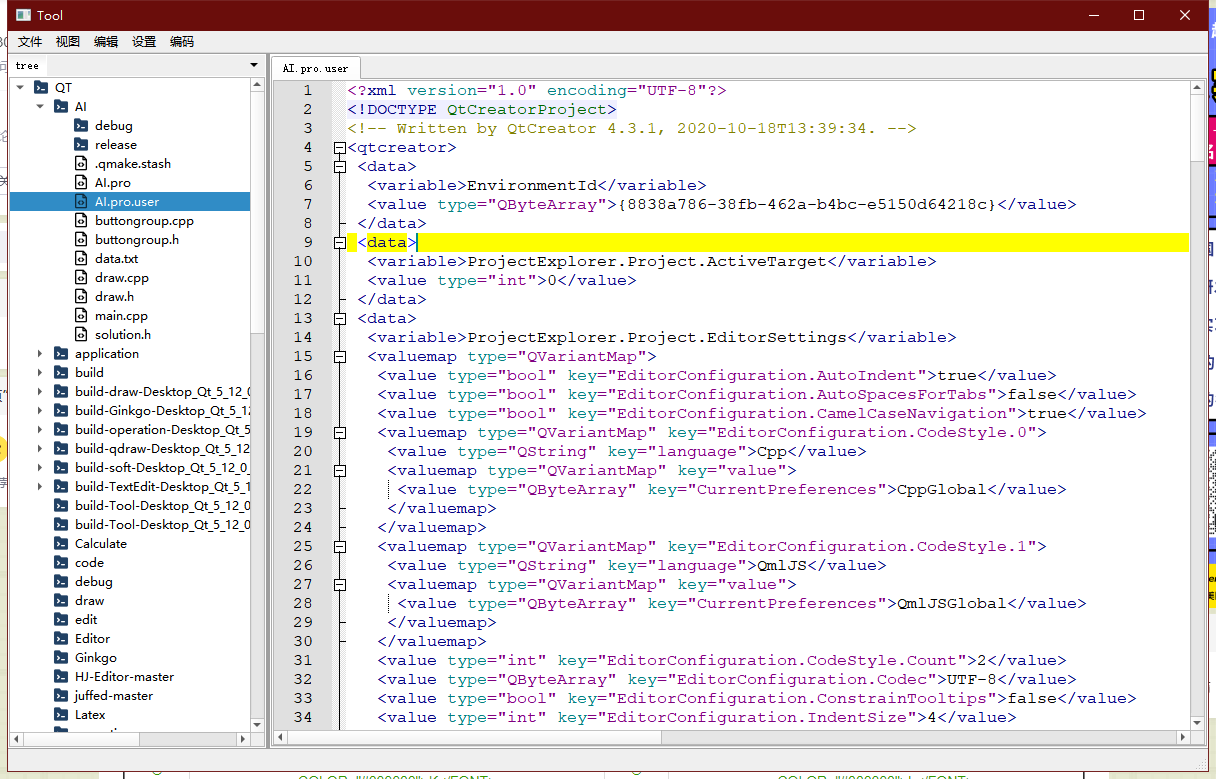 Tool
文件 视图 编辑 设置 编码
tree
QT
AI
debug
release
.qmake.stash
AI.pro
AI.pro.user
buttongroup.cpp
buttongroup.h
data.txt
draw.cpp
draw.h
main.cpp
solution.h
application
build
build-draw-Desktop_Qt_5_12_0
build-Ginkgo-Desktop_Qt_5_12
build-operation-Desktop_Qt_5
build-qdraw-Desktop_Qt_5_12
build-soft-Desktop_Qt_5_12_0_
build-TextEdit-Desktop_Qt_5_1
build-Tool-Desktop_Qt_5_12_0
build-Tool-Desktop_Qt_5_12_0
Calculate
code
debug
draw
edit
Editor
Ginkgo
HJ-Editor-master
juffed-master
Latex
AI.pro.user
1 <?xml version="1.0" encoding="UTF-8"?>
2 <!DOCTYPE QtCreatorProject>
3 <!-- Written by QtCreator 4.3.1, 2020-10-18T13:39:34. -->
4 <qtcreator>
5 <data>
6 <variable>EnvironmentId</variable>
7 <value type="QByteArray">{8838a786-38fb-462a-b4bc-e5150d64218c}</value>
8 </data>
9 <data>
10 <variable>ProjectExplorer.Project.ActiveTarget</variable>
11 <value type="int">0</value>
12 </data>
13 <data>
14 <variable>ProjectExplorer.Project.EditorSettings</variable>
15 <valuemap type="QVariantMap">
16 <value type="bool" key="EditorConfiguration.AutoIndent">true</value>
17 <value type="bool" key="EditorConfiguration.AutoSpacesForTabs">false</value>
18 <value type="bool" key="EditorConfiguration.CamelCaseNavigation">true</value>
19 <valuemap type="QVariantMap" key="EditorConfiguration.CodeStyle.0">
20 <value type="QString" key="language">Cpp</value>
21 <valuemap type="QVariantMap" key="value">
22 <value type="QByteArray" key="CurrentPreferences">CppGlobal</value>
23 </valuemap>
24 </valuemap>
25 <valuemap type="QVariantMap" key="EditorConfiguration.CodeStyle.1">
26 <value type="QString" key="language">QmlJS</value>
27 <valuemap type="QVariantMap" key="value">
28 <value type="QByteArray" key="CurrentPreferences">QmlJSGlobal</value>
29 </valuemap>
30 </valuemap>
31 <value type="int" key="EditorConfiguration.CodeStyle.Count">2</value>
32 <value type="QByteArray" key="EditorConfiguration.Codec">UTF-8</value>
33 <value type="bool" key="EditorConfiguration.ConstrainTooltips">false</value>
34 <value type="int" key="EditorConfiguration.IndentSize">4</value>